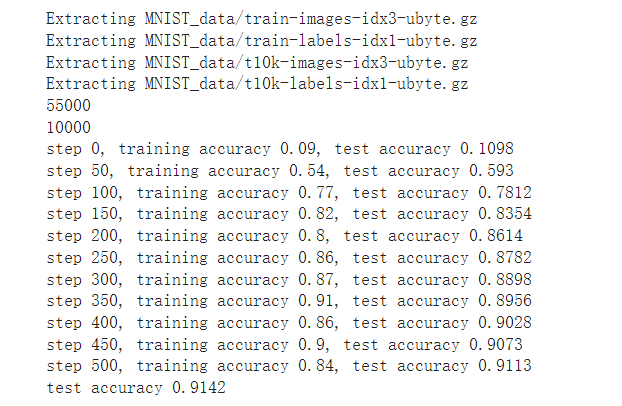 Extracting MNIST_data/train-images-idx3-ubyte.gz
Extracting MNIST_data/train-labels-idx1-ubyte.gz
Extracting MNIST_data/t10k-images-idx3-ubyte.gz
Extracting MNIST_data/t10k-labels-idx1-ubyte.gz
55000
10000
step 0, training accuracy 0.09, test accuracy 0.1098
step 50, training accuracy 0.54, test accuracy 0.593
step 100, training accuracy 0.77, test accuracy 0.7812
step 150, training accuracy 0.82, test accuracy 0.8354
step 200, training accuracy 0.8, test accuracy 0.8614
step 250, training accuracy 0.86, test accuracy 0.8782
step 300, training accuracy 0.87, test accuracy 0.8898
step 350, training accuracy 0.91, test accuracy 0.8956
step 400, training accuracy 0.86, test accuracy 0.9028
step 450, training accuracy 0.9, test accuracy 0.9073
step 500, training accuracy 0.84, test accuracy 0.9113
test accuracy 0.9142